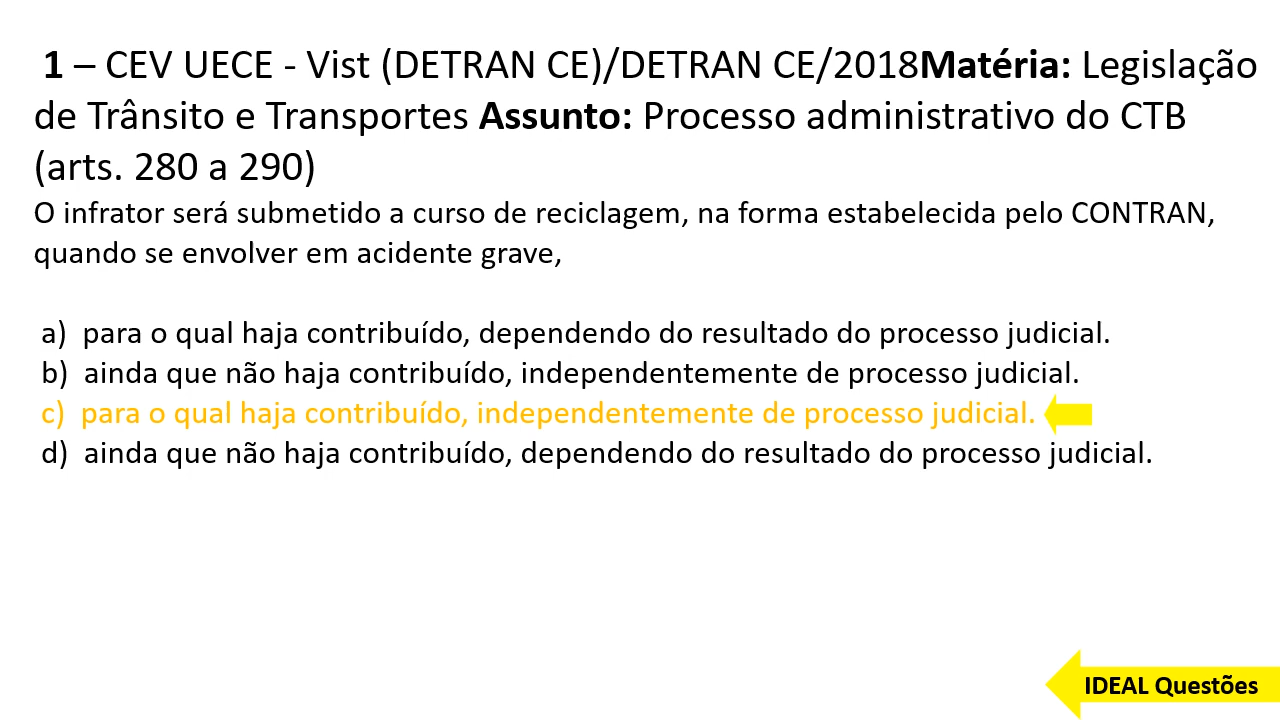 1 – CEV UECE - Vist (DETRAN CE)/DETRAN CE/2018Matéria: Legislação
de Trânsito e Transportes Assunto: Processo administrativo do CTB
(arts. 280 a 290)
O infrator será submetido a curso de reciclagem, na forma estabelecida pelo CONTRAN,
quando se envolver em acidente grave,
a) para o qual haja contribuído, dependendo do resultado do processo judicial.
b) ainda que não haja contribuído, independentemente de processo judicial.
c) para o qual haja contribuído, independentemente de processo judicial.
d) ainda que não haja contribuído, dependendo do resultado do processo judicial.
IDEAL Questões